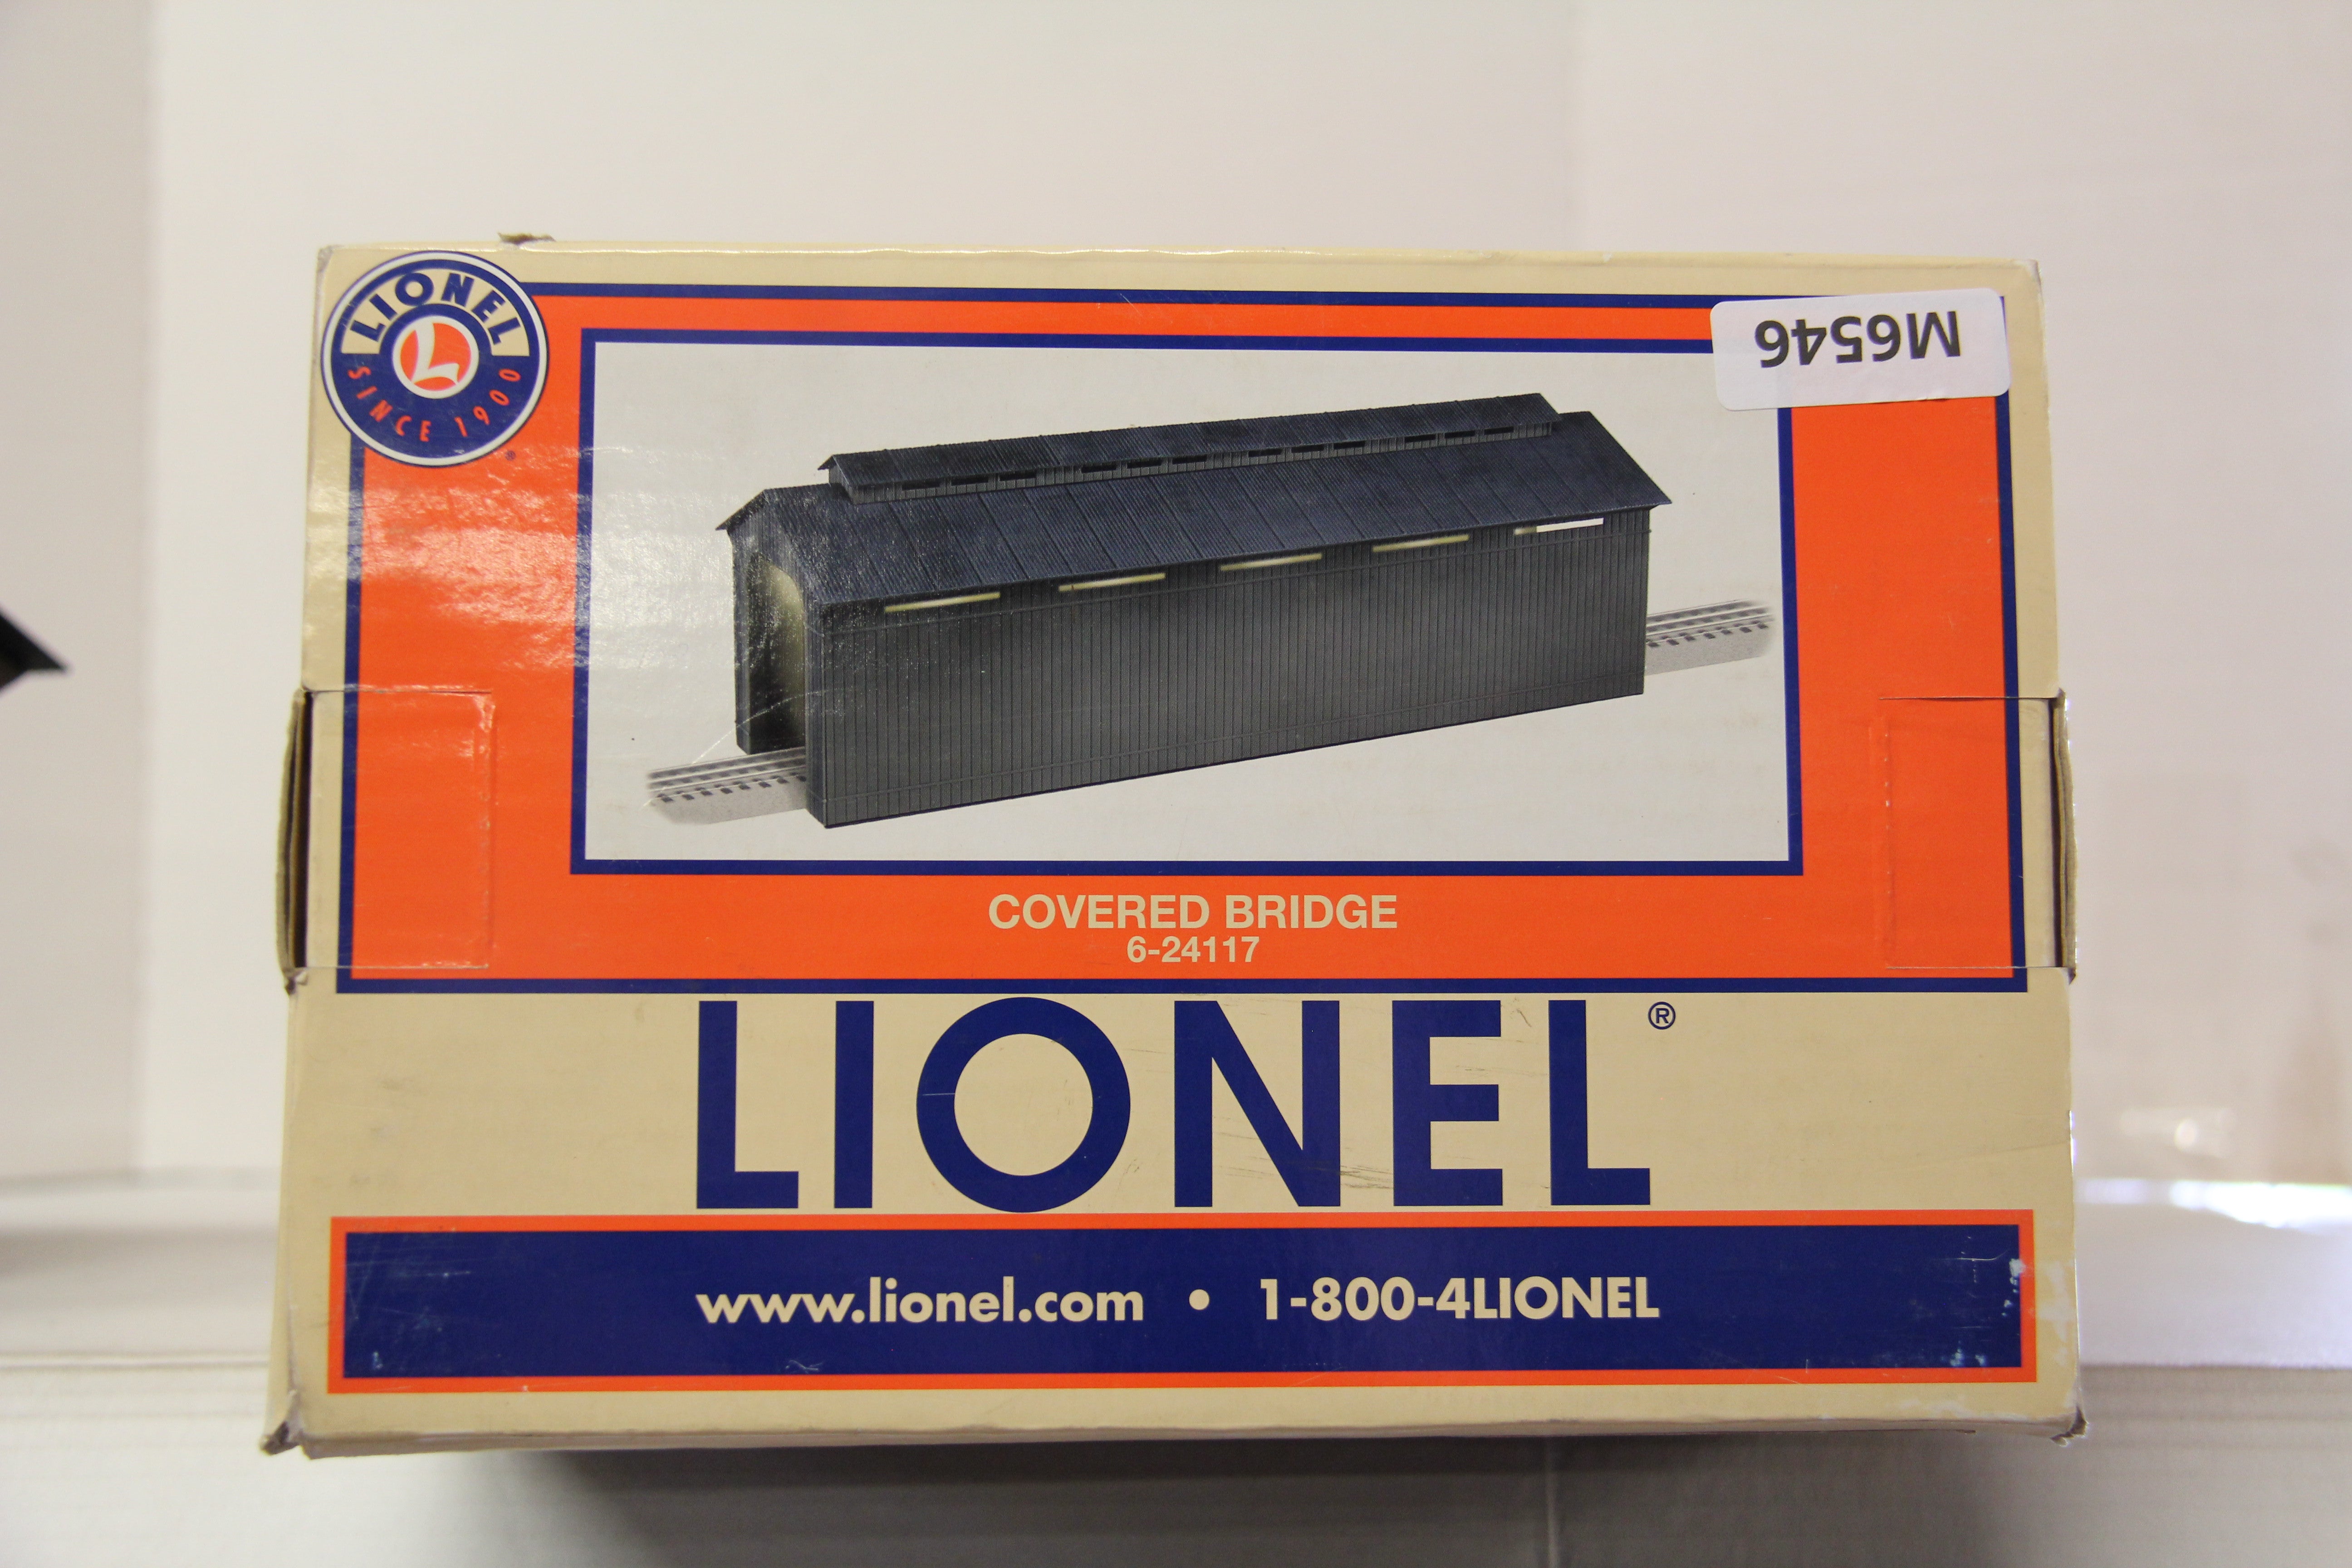 LIONEL
L
SINCE 1900
M6546
COVERED BRIDGE
6-24117
LIONEL®
www.lionel.com • 1-800-4LIONEL